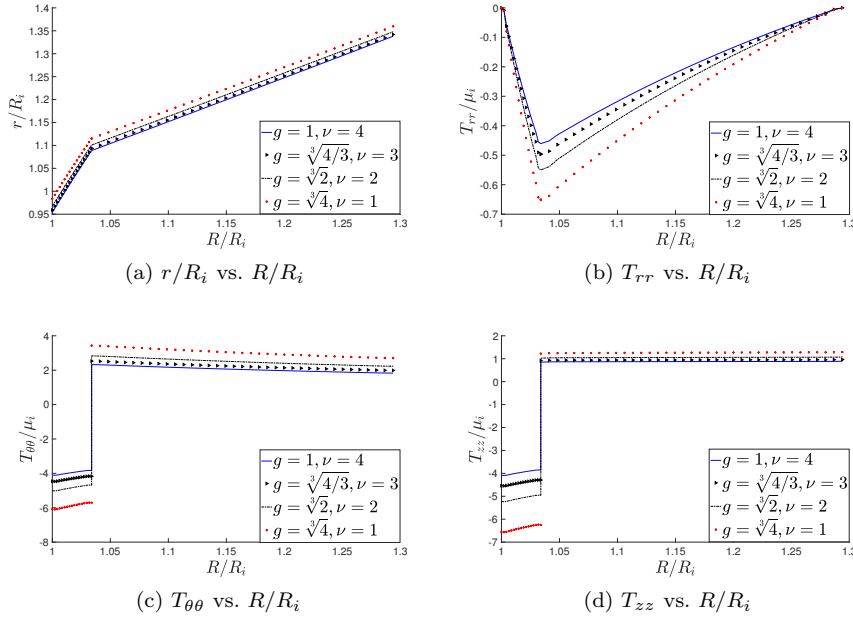 1.4
1.35
1.3
1.25
1.2
1.15
1.1
1.05
1
0.95
r/R_i
1 1.05 1.1 1.15 1.2 1.25 1.3
R/R_i
g = 1, ν = 4
g = ∛4/3, ν = 3
g = ∛2, ν = 2
g = ∛4, ν = 1
(a) r/R_i vs. R/R_i
0
-0.1
-0.2
-0.3
-0.4
-0.5
-0.6
-0.7
T_rr/μ_i
1 1.05 1.1 1.15 1.2 1.25 1.3
R/R_i
g = 1, ν = 4
g = ∛4/3, ν = 3
g = ∛2, ν = 2
g = ∛4, ν = 1
(b) T_rr vs. R/R_i
4
2
0
-2
-4
-6
-8
T_θθ/μ_i
1 1.05 1.1 1.15 1.2 1.25 1.3
R/R_i
g = 1, ν = 4
g = ∛4/3, ν = 3
g = ∛2, ν = 2
g = ∛4, ν = 1
(c) T_θθ vs. R/R_i
2
1
0
-1
-2
-3
-4
-5
-6
-7
T_zz/μ_i
1 1.05 1.1 1.15 1.2 1.25 1.3
R/R_i
g = 1, ν = 4
g = ∛4/3, ν = 3
g = ∛2, ν = 2
g = ∛4, ν = 1
(d) T_zz vs. R/R_i